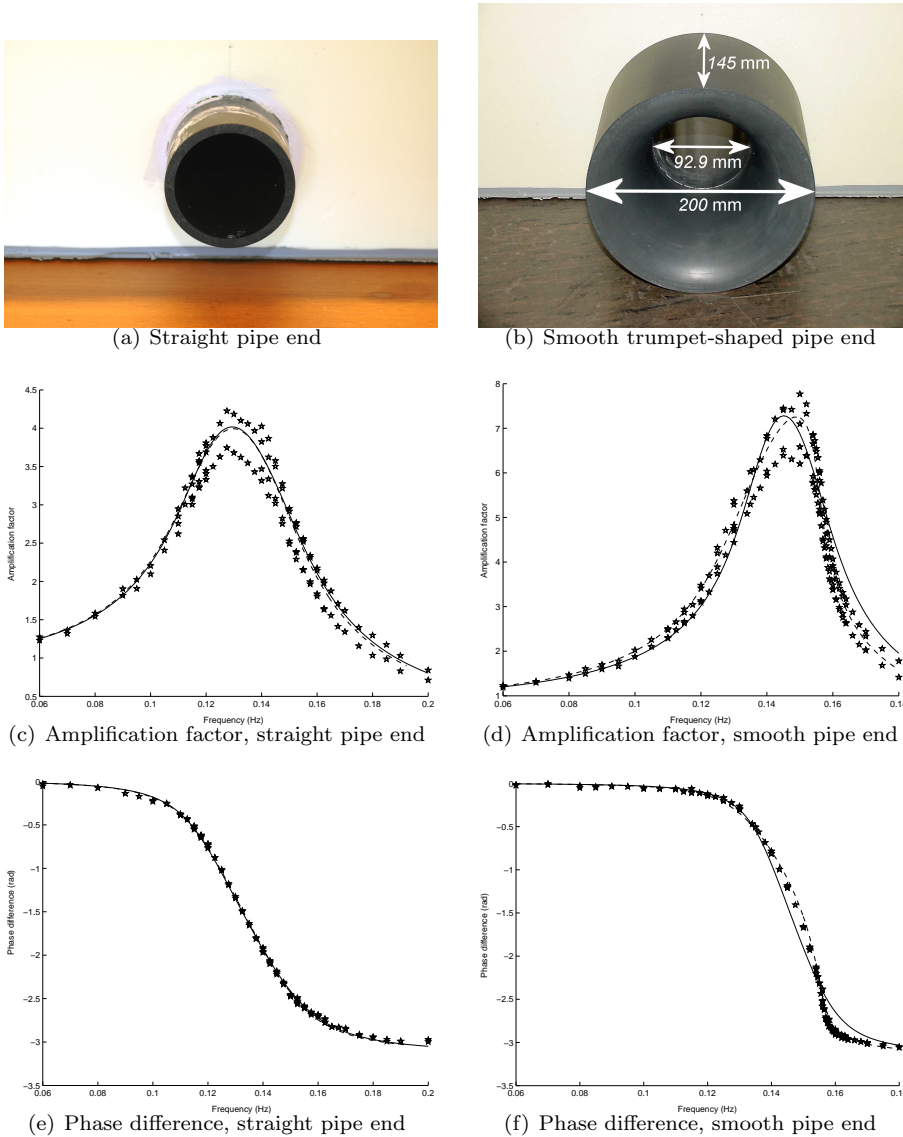 145 mm
92.9 mm
200 mm
(a) Straight pipe end
(b) Smooth trumpet-shaped pipe end
4.5
4
3.5
3
2.5
2
1.5
1
0.5
Amplification factor
0.06 0.08 0.1 0.12 0.14 0.16 0.18 0.2
Frequency (Hz)
(c) Amplification factor, straight pipe end
8
7
6
5
4
3
2
1
Amplification factor
0.06 0.08 0.1 0.12 0.14 0.16 0.18
Frequency (Hz)
(d) Amplification factor, smooth pipe end
0
−0.5
−1
−1.5
−2
−2.5
−3
−3.5
Phase difference (rad)
0.06 0.08 0.1 0.12 0.14 0.16 0.18 0.2
Frequency (Hz)
(e) Phase difference, straight pipe end
0
−0.5
−1
−1.5
−2
−2.5
−3
−3.5
Phase difference (rad)
0.06 0.08 0.1 0.12 0.14 0.16 0.18
Frequency (Hz)
(f) Phase difference, smooth pipe end